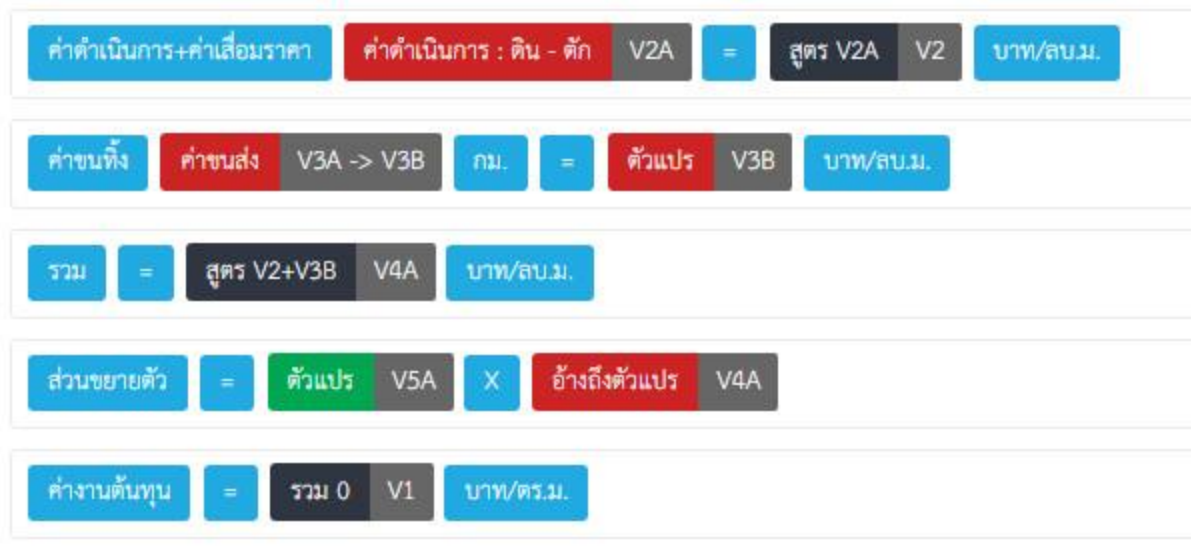 ค่าดำเนินการ+ค่าเสื่อมราคา ค่าดำเนินการ : ดิน - ตัก V2A = สูตร V2A V2 บาท/ลบ.ม.
ค่าขนทิ้ง ค่าขนส่ง V3A -> V3B กม. = ตัวแปร V3B บาท/ลบ.ม.
รวม = สูตร V2+V3B V4A บาท/ลบ.ม.
ส่วนขยายตัว = ตัวแปร V5A X อ้างถึงตัวแปร V4A
ค่างานต้นทุน = รวม 0 V1 บาท/ตร.ม.